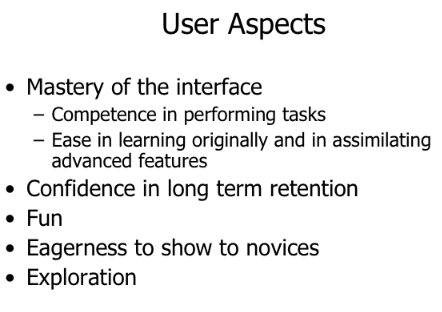 User Aspects
• Mastery of the interface
– Competence in performing tasks
– Ease in learning originally and in assimilating
advanced features
• Confidence in long term retention
• Fun
• Eagerness to show to novices
• Exploration